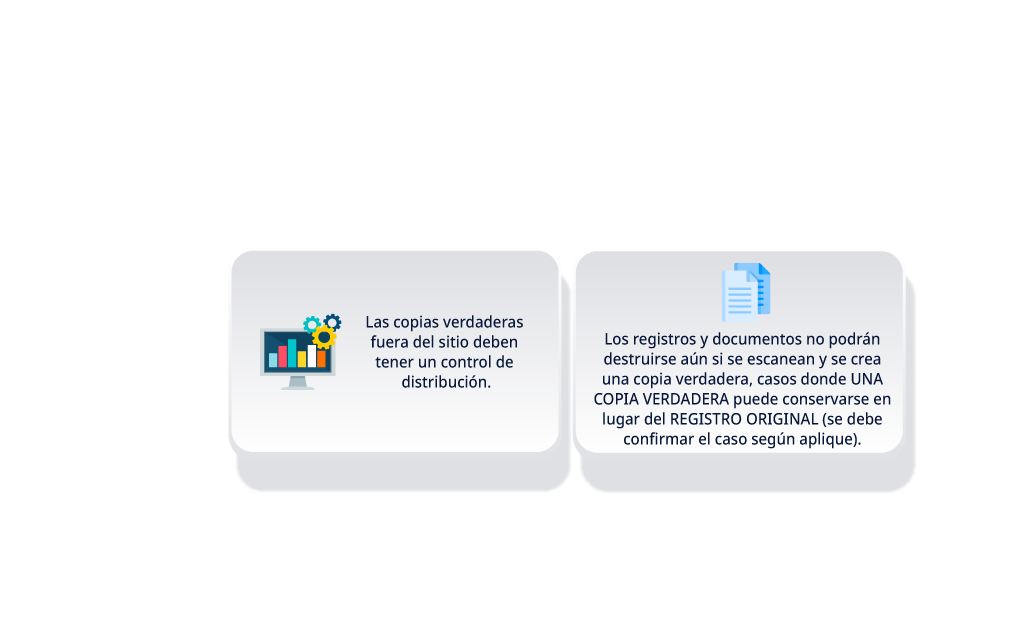 Las copias verdaderas
fuera del sitio deben
tener un control de
distribución.
Los registros y documentos no podrán
destruirse aún si se escanean y se crea
una copia verdadera, casos donde UNA
COPIA VERDADERA puede conservarse en
lugar del REGISTRO ORIGINAL (se debe
confirmar el caso según aplique).